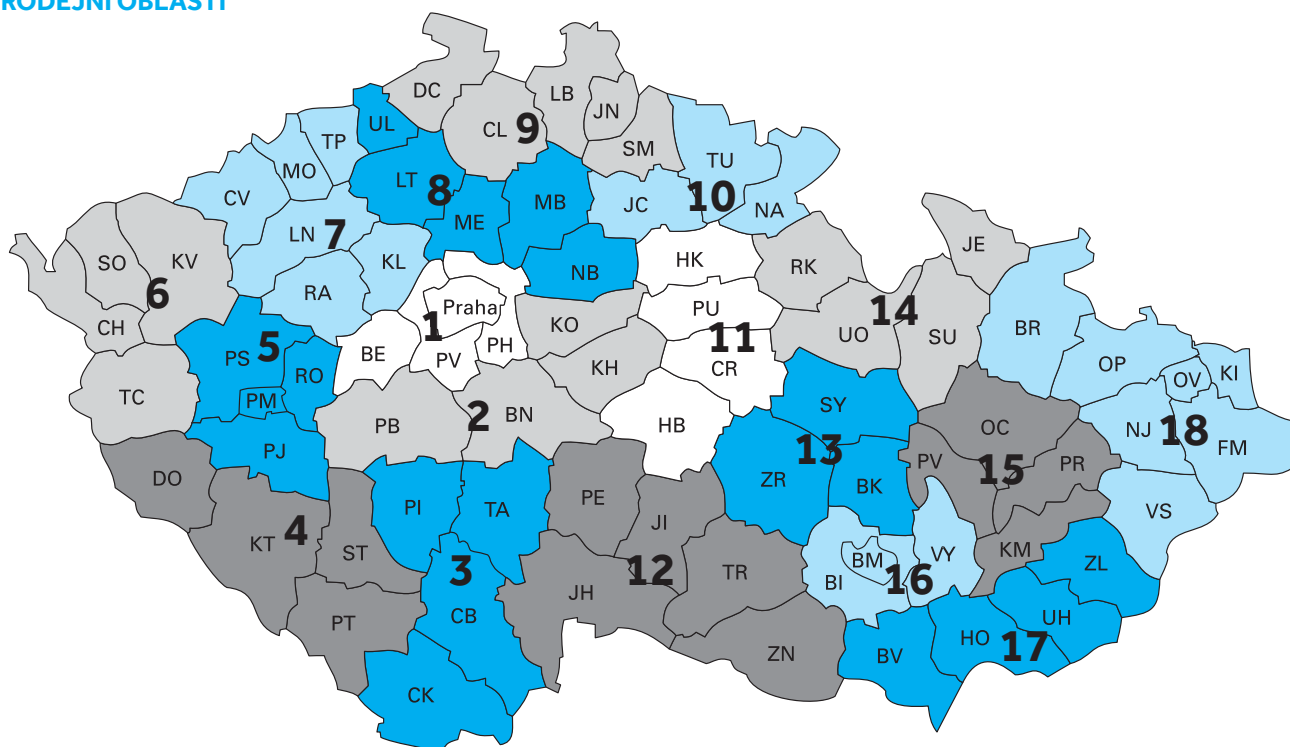 RODEJNÍ OBLASTI
DC
LB
JN
UL
CL
9
TP
SM
MO
TU
LT
8
CV
MB
JC
10
NA
ME
LN
7
JE
SO
KV
KL
HK
RK
NB
6
RA
Praha
PU
14
CH
1
KO
11
UO
SU
BR
5
PS
BE
PV
PH
KH
CR
OP
OV
KI
RO
TC
PM
2
BN
SY
PB
HB
OC
NJ
18
FM
PJ
13
PV
15
PR
DO
ZR
BK
PI
TA
PE
VS
4
KT
ST
JI
KM
3
12
TR
BM
VY
ZL
BI
16
JH
CB
PT
UH
HO
17
ZN
BV
CK